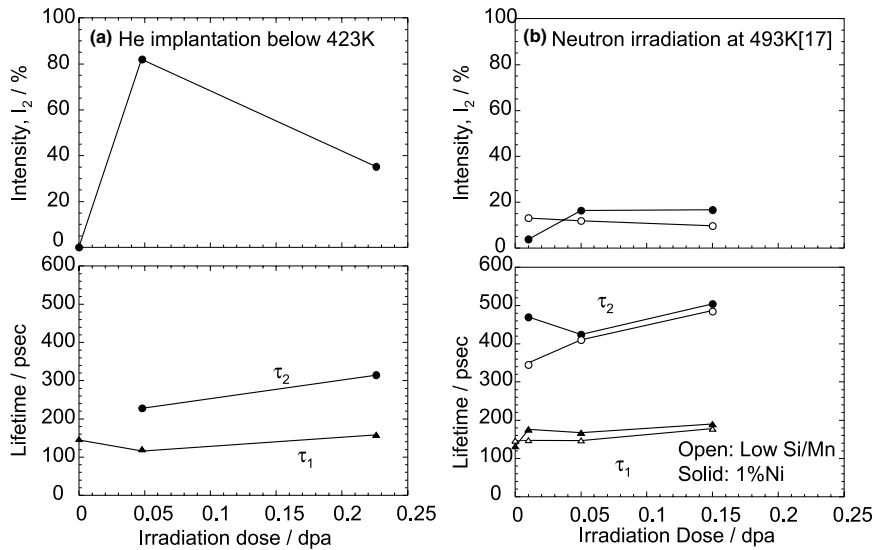 (a) He implantation below 423K
Intensity, I₂ / %
100
80
60
40
20
0
Lifetime / psec
600
500
400
300
200
100
0
τ₂
τ₁
0 0.05 0.1 0.15 0.2 0.25
Irradiation dose / dpa
(b) Neutron irradiation at 493K[17]
Intensity, I₂ / %
100
80
60
40
20
0
Lifetime / psec
600
500
400
300
200
100
0
τ₂
τ₁
Open: Low Si/Mn
Solid: 1%Ni
0 0.05 0.1 0.15 0.2 0.25
Irradiation Dose / dpa